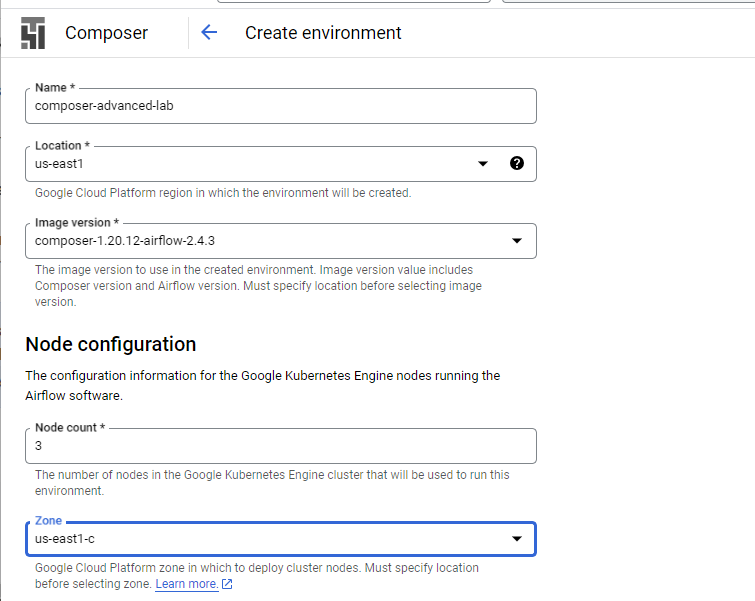 Composer
Create environment
Name *
composer-advanced-lab
Location *
us-east1
Google Cloud Platform region in which the environment will be created.
Image version *
composer-1.20.12-airflow-2.4.3
The image version to use in the created environment. Image version value includes
Composer version and Airflow version. Must specify location before selecting image
version.
Node configuration
The configuration information for the Google Kubernetes Engine nodes running the
Airflow software.
Node count *
3
The number of nodes in the Google Kubernetes Engine cluster that will be used to run this
environment.
Zone
us-east1-c
Google Cloud Platform zone in which to deploy cluster nodes. Must specify location
before selecting zone. Learn more.